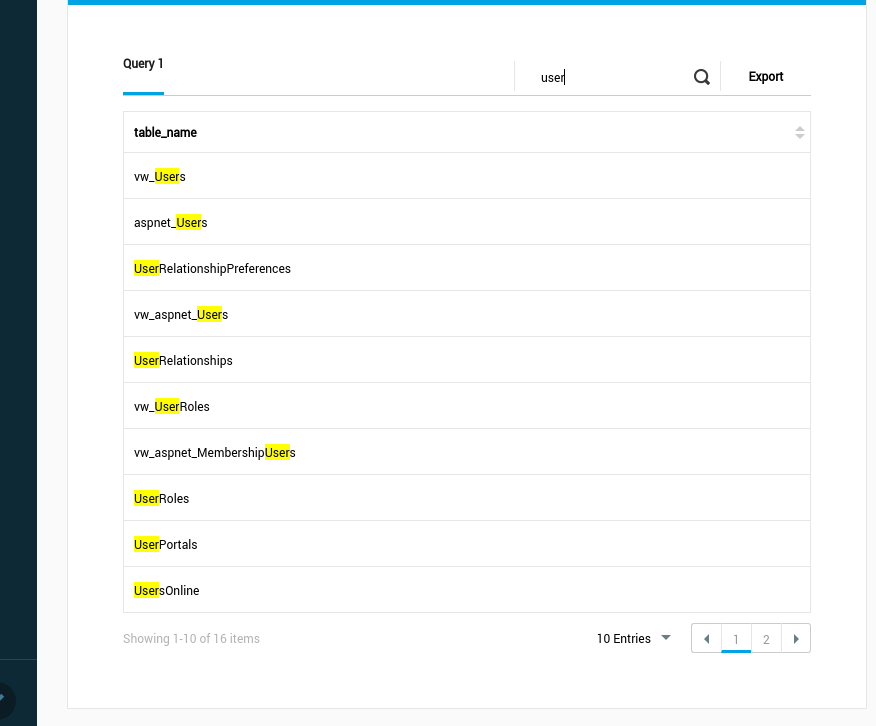 Query 1
user
Export
table_name
vw_Users
aspnet_Users
UserRelationshipPreferences
vw_aspnet_Users
UserRelationships
vw_UserRoles
vw_aspnet_MembershipUsers
UserRoles
UserPortals
UsersOnline
Showing 1-10 of 16 items
10 Entries
1 2